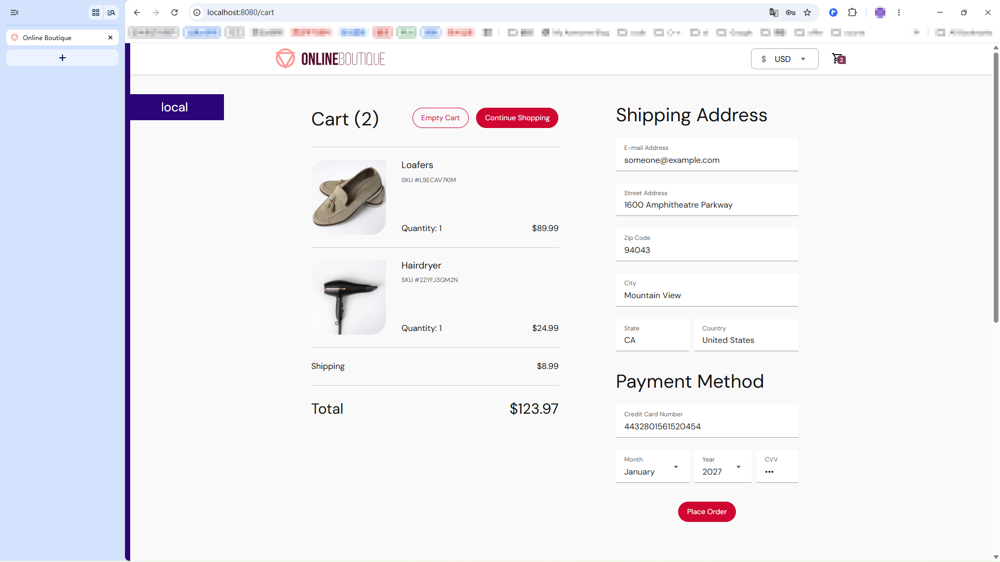 Online Boutique
localhost:8080/cart
ONLINEBOUTIQUE
$ USD
2
local
Cart (2)
Empty Cart
Continue Shopping
Loafers
SKU #L9ECAV7KIM
Quantity: 1
$89.99
Hairdryer
SKU #2ZYFJ3GM2N
Quantity: 1
$24.99
Shipping
$8.99
Total
$123.97
Shipping Address
E-mail Address
someone@example.com
Street Address
1600 Amphitheatre Parkway
Zip Code
94043
City
Mountain View
State
CA
Country
United States
Payment Method
Credit Card Number
4432801561520454
Month
January
Year
2027
CVV
•••
Place Order